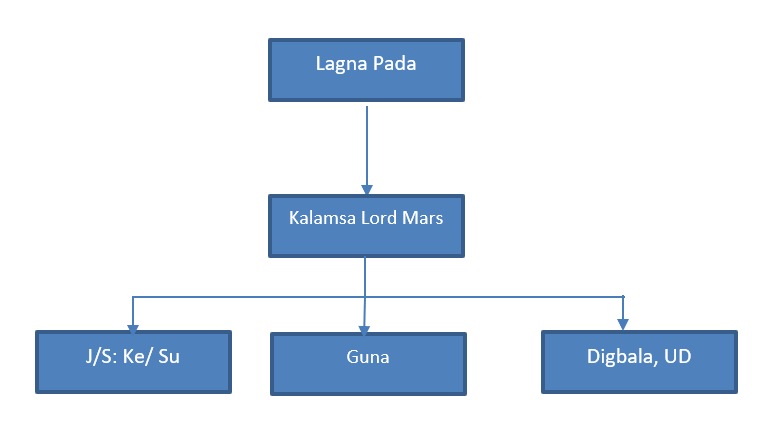 Lagna Pada
Kalamsa Lord Mars
J/S: Ke/ Su
Guna
Digbala, UD